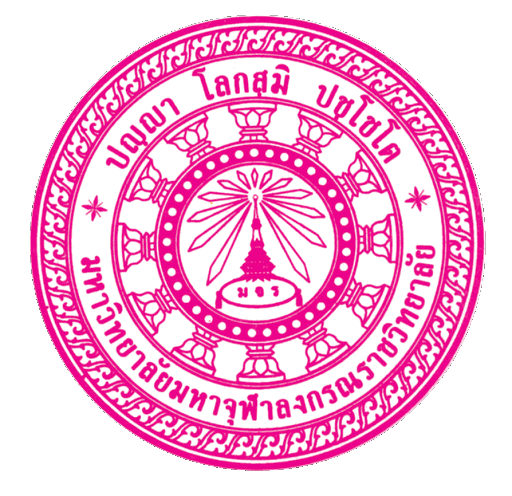 ปญฺญา โลกสฺมิ ปชฺโชโต
ม จ ร
มหาวิทยาลัยมหาจุฬาลงกรณราชวิทยาลัย